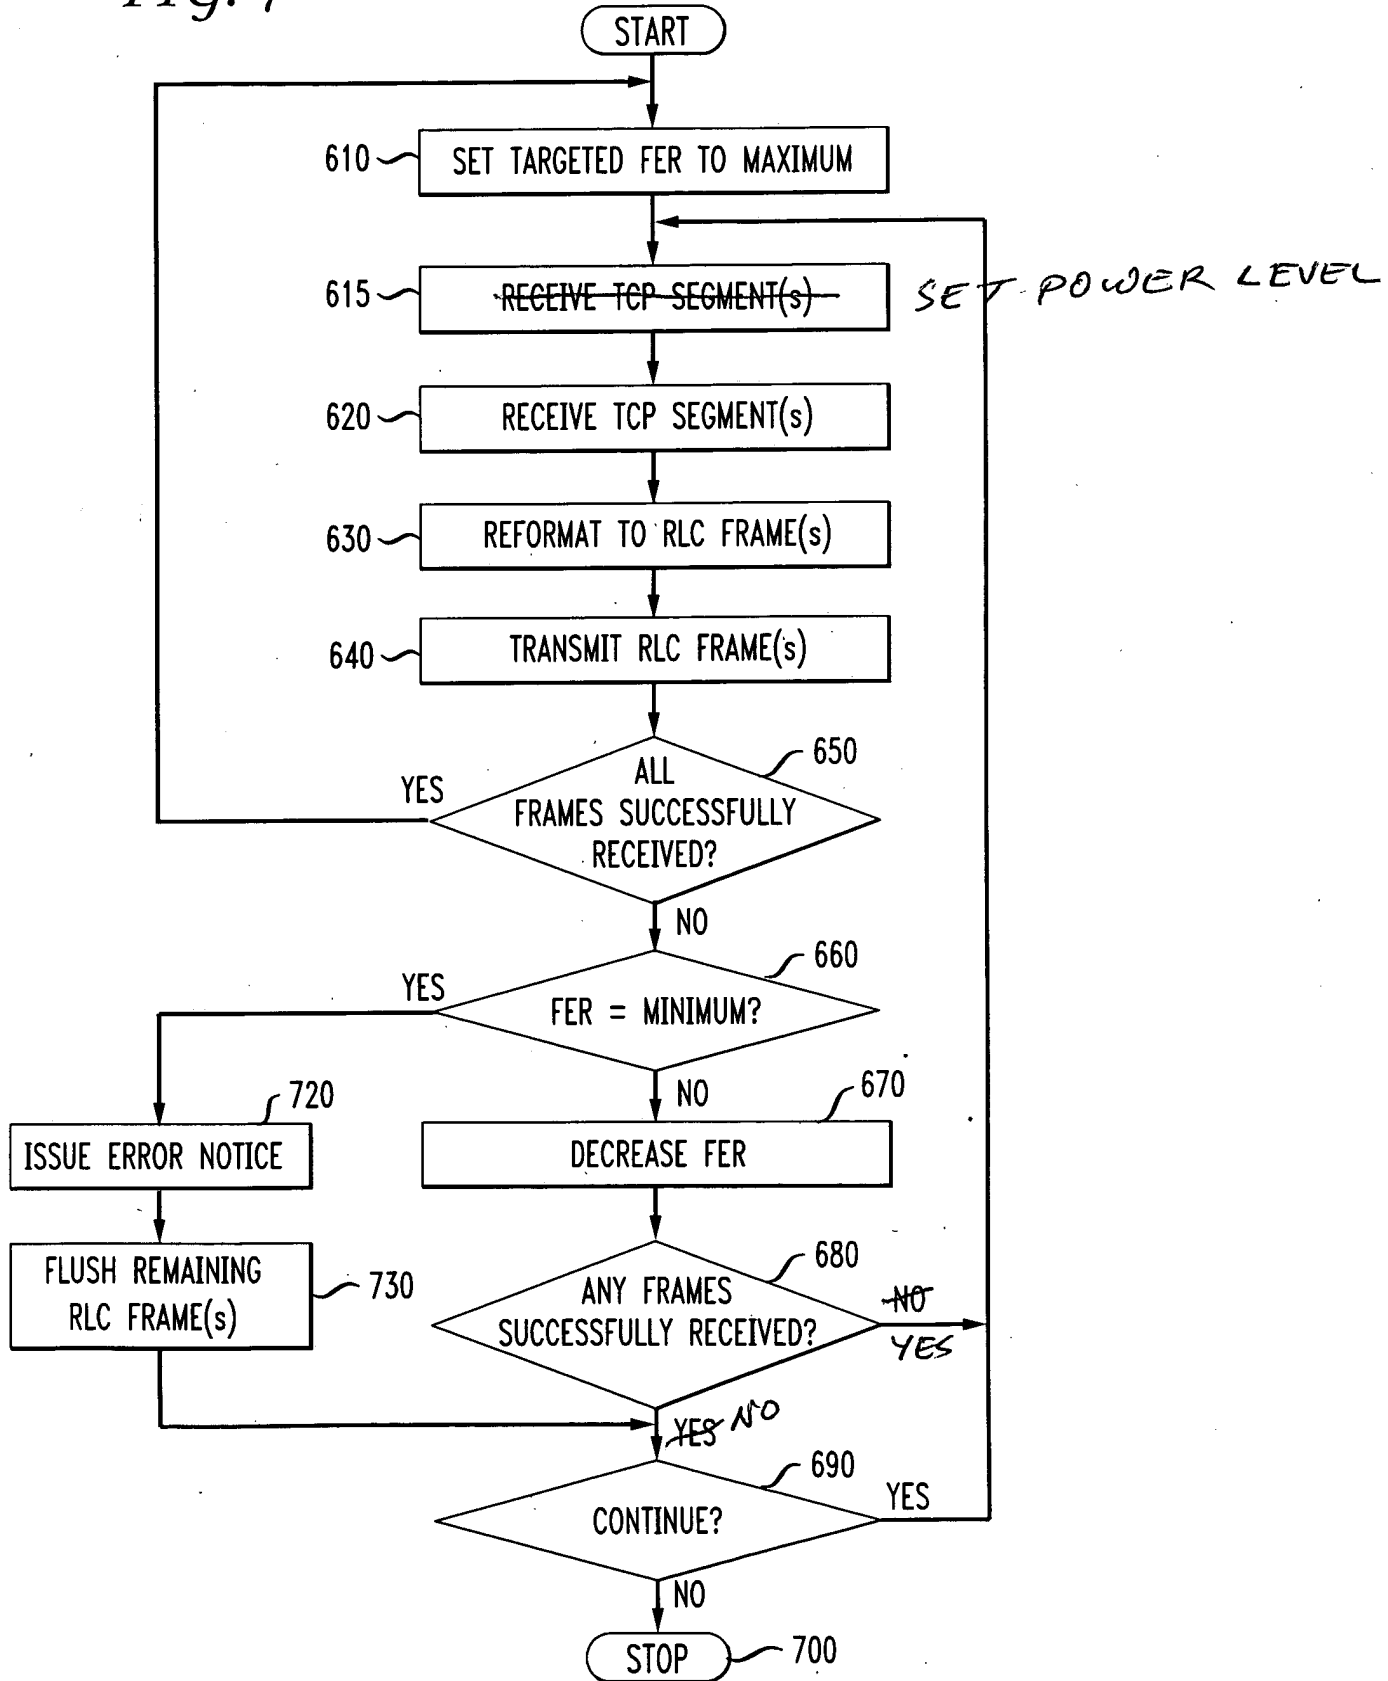 Fig. 7
START
610 SET TARGETED FER TO MAXIMUM
615 RECEIVE TCP SEGMENT(s) SET POWER LEVEL
620 RECEIVE TCP SEGMENT(s)
630 REFORMAT TO RLC FRAME(s)
640 TRANSMIT RLC FRAME(s)
650
YES
ALL
FRAMES SUCCESSFULLY
RECEIVED?
NO
660
YES
FER = MINIMUM?
NO
670
720
ISSUE ERROR NOTICE
DECREASE FER
680
FLUSH REMAINING
RLC FRAME(s)
730
ANY FRAMES
SUCCESSFULLY RECEIVED?
NO
YES
YES NO
690
CONTINUE?
YES
NO
STOP
700